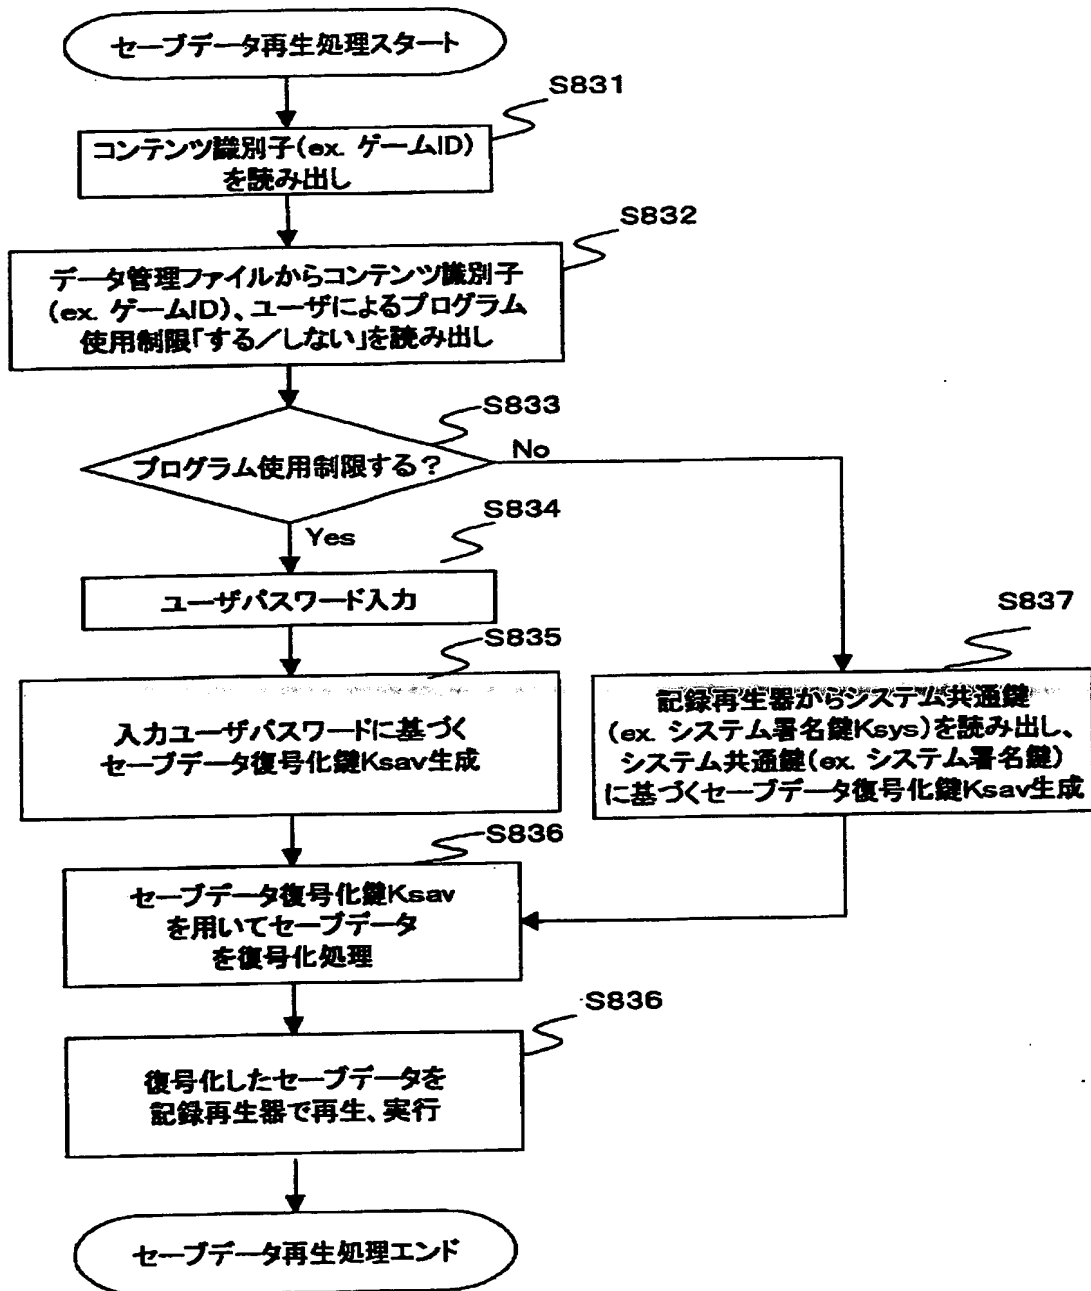 セーブデータ再生処理スタート
S831
コンテンツ識別子(ex. ゲームID)
を読み出し
S832
データ管理ファイルからコンテンツ識別子
(ex. ゲームID)、ユーザによるプログラム
使用制限「する/しない」を読み出し
S833
プログラム使用制限する?
No
Yes
S834
ユーザパスワード入力
S835
入力ユーザパスワードに基づく
セーブデータ復号化鍵Ksav生成
S837
記録再生器からシステム共通鍵
(ex. システム署名鍵Ksys)を読み出し、
システム共通鍵(ex. システム署名鍵)
に基づくセーブデータ復号化鍵Ksav生成
S836
セーブデータ復号化鍵Ksav
を用いてセーブデータ
を復号化処理
S836
復号化したセーブデータを
記録再生器で再生、実行
セーブデータ再生処理エンド